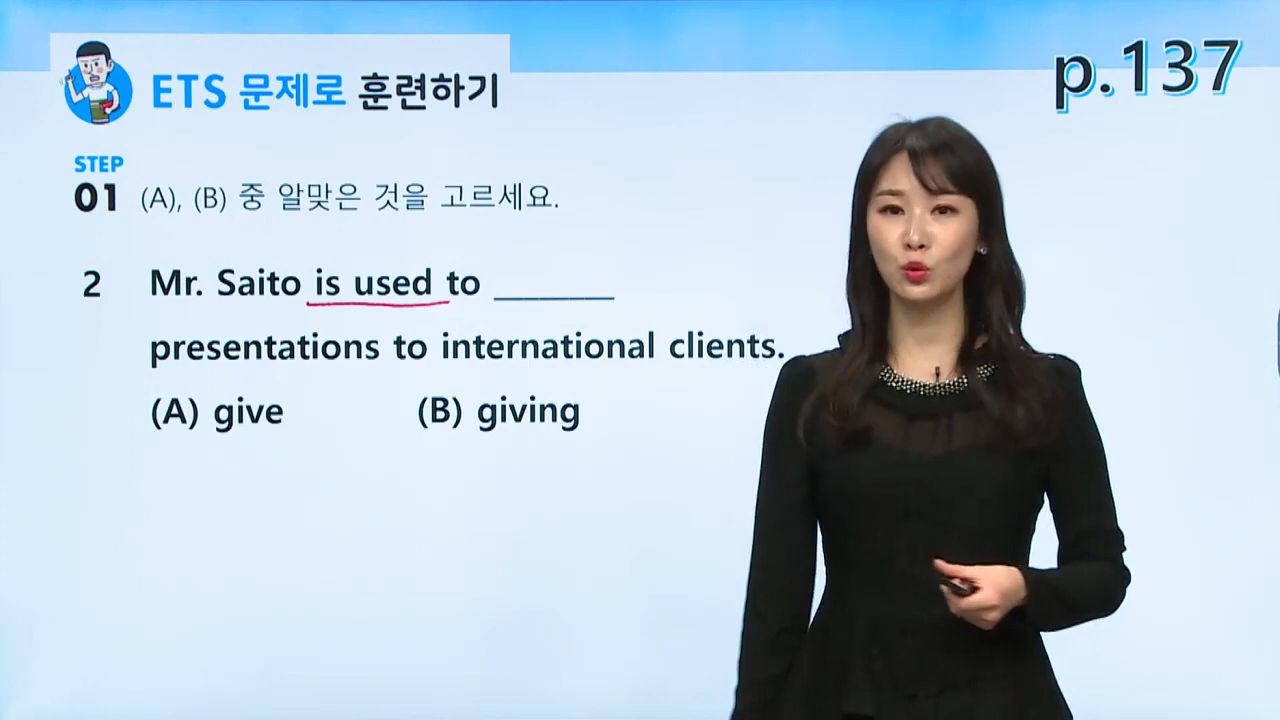 ETS 문제로 훈련하기
p.137
STEP
01 (A), (B) 중 알맞은 것을 고르세요.
2 Mr. Saito is used to _______
presentations to international clients.
(A) give (B) giving